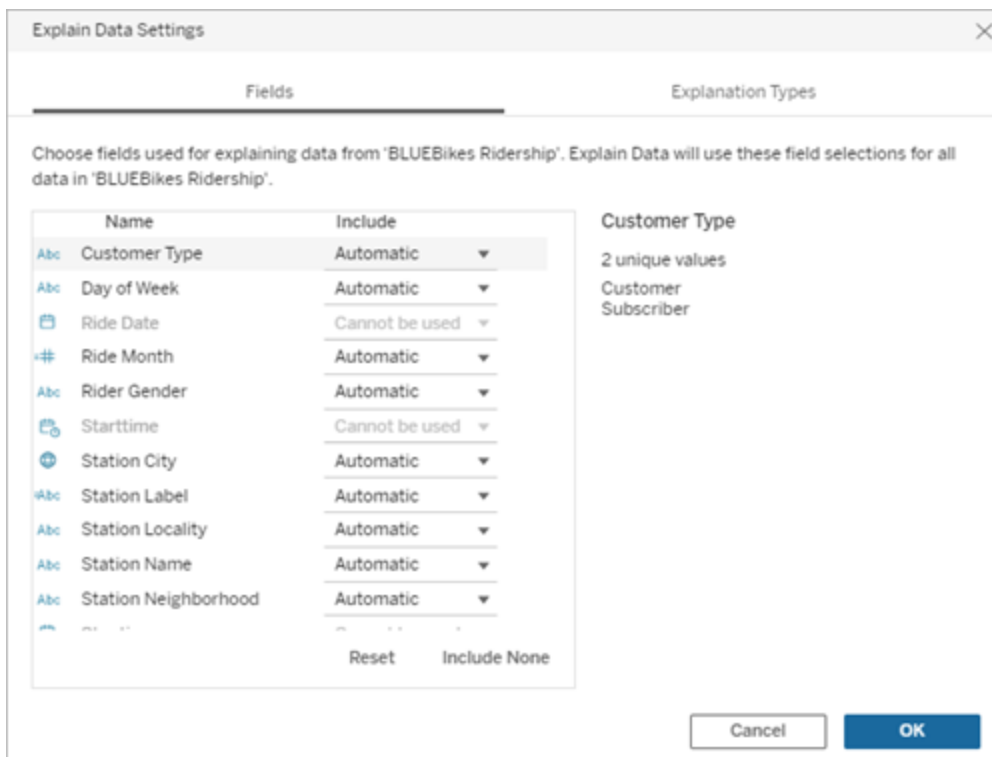 Explain Data Settings
Fields
Explanation Types
Choose fields used for explaining data from 'BLUEBikes Ridership'. Explain Data will use these field selections for all
data in 'BLUEBikes Ridership'.
Name Include
Abc Customer Type Automatic
Abc Day of Week Automatic
Ride Date Cannot be used
# Ride Month Automatic
Abc Rider Gender Automatic
Starttime Cannot be used
Station City Automatic
Abc Station Label Automatic
Abc Station Locality Automatic
Abc Station Name Automatic
Abc Station Neighborhood Automatic
Reset Include None
Customer Type
2 unique values
Customer
Subscriber
Cancel OK